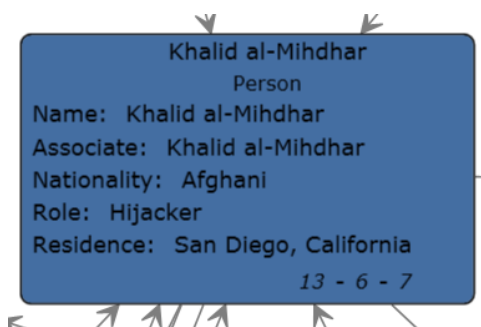 Khalid al-Mihdhar
Person
Name: Khalid al-Mihdhar
Associate: Khalid al-Mihdhar
Nationality: Afghani
Role: Hijacker
Residence: San Diego, California
13 - 6 - 7